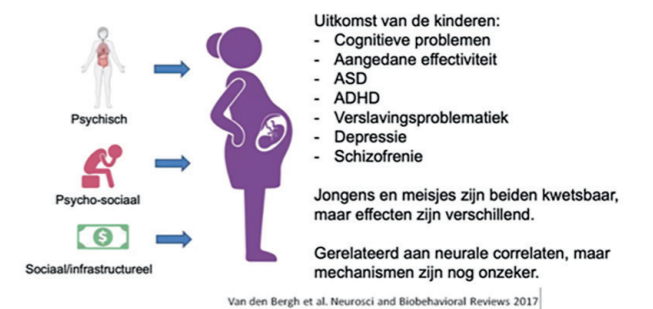 Psychisch
Psycho-sociaal
Sociaal/infrastructureel
Uitkomst van de kinderen:
- Cognitieve problemen
- Aangedane effectiviteit
- ASD
- ADHD
- Verslavingsproblematiek
- Depressie
- Schizofrenie
Jongens en meisjes zijn beiden kwetsbaar,
maar effecten zijn verschillend.
Gerelateerd aan neurale correlaten, maar
mechanismen zijn nog onzeker.
Van den Bergh et al. Neurosci and Biobehavioral Reviews 2017